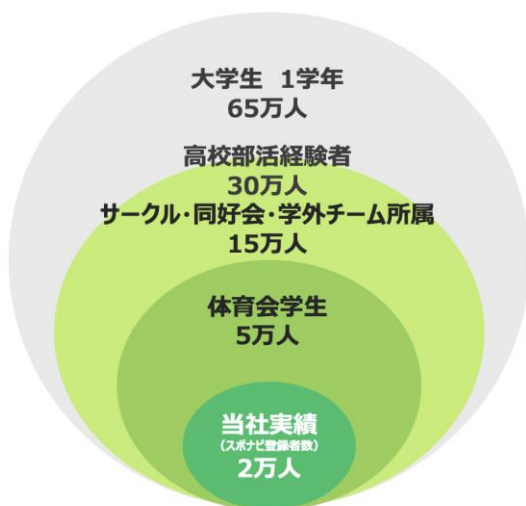 大学生 1学年
65万人
高校部活経験者
30万人
サークル・同好会・学外チーム所属
15万人
体育会学生
5万人
当社実績
(スポナビ登録者数)
2万人